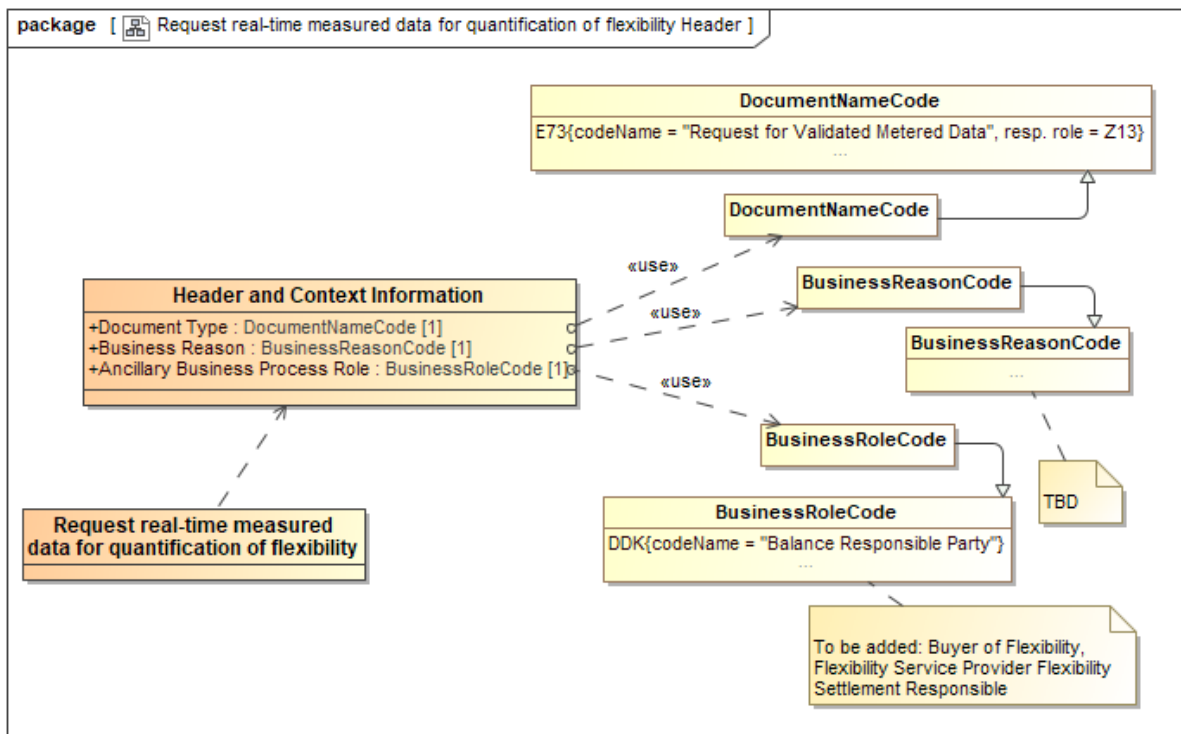 package [ Request real-time measured data for quantification of flexibility Header ]
DocumentNameCode
E73{codeName = "Request for Validated Metered Data", resp. role = Z13}
...
DocumentNameCode
«use»
BusinessReasonCode
«use»
Header and Context Information
+Document Type : DocumentNameCode [1]
+Business Reason : BusinessReasonCode [1]
+Ancillary Business Process Role : BusinessRoleCode [1]
BusinessReasonCode
...
«use»
BusinessRoleCode
TBD
Request real-time measured
data for quantification of flexibility
BusinessRoleCode
DDK{codeName = "Balance Responsible Party"}
...
To be added: Buyer of Flexibility,
Flexibility Service Provider Flexibility
Settlement Responsible